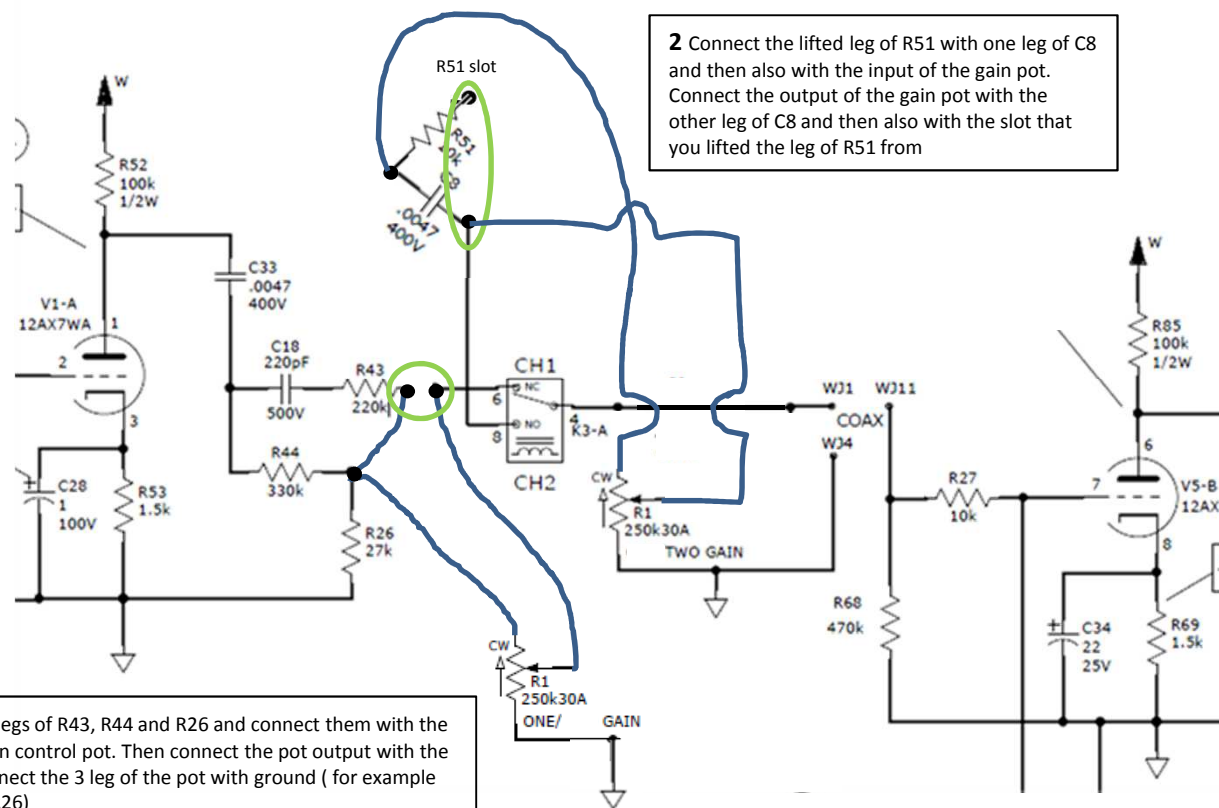 2 Connect the lifted leg of R51 with one leg of C8
and then also with the input of the gain pot.
Connect the output of the gain pot with the
other leg of C8 and then also with the slot that
you lifted the leg of R51 from
R51 slot
W
R52
100k
1/2W
R51
C8
.0047
400V
C33
.0047
400V
V1-A
12AX7WA
1
2
3
C18
220pF
500V
R43
220k
R44
330k
C28
1
100V
R53
1.5k
R26
27k
CH1
NC
6
4
K3-A
8
NO
CH2
WJ1
WJ11
COAX
WJ4
CW
R1
250k30A
TWO GAIN
W
R85
100k
1/2W
6
7
V5-B
12AX
8
R27
10k
R68
470k
C34
22
25V
R69
1.5k
CW
R1
250k30A
ONE/ GAIN
egs of R43, R44 and R26 and connect them with the
n control pot. Then connect the pot output with the
nect the 3 leg of the pot with ground ( for example
26)